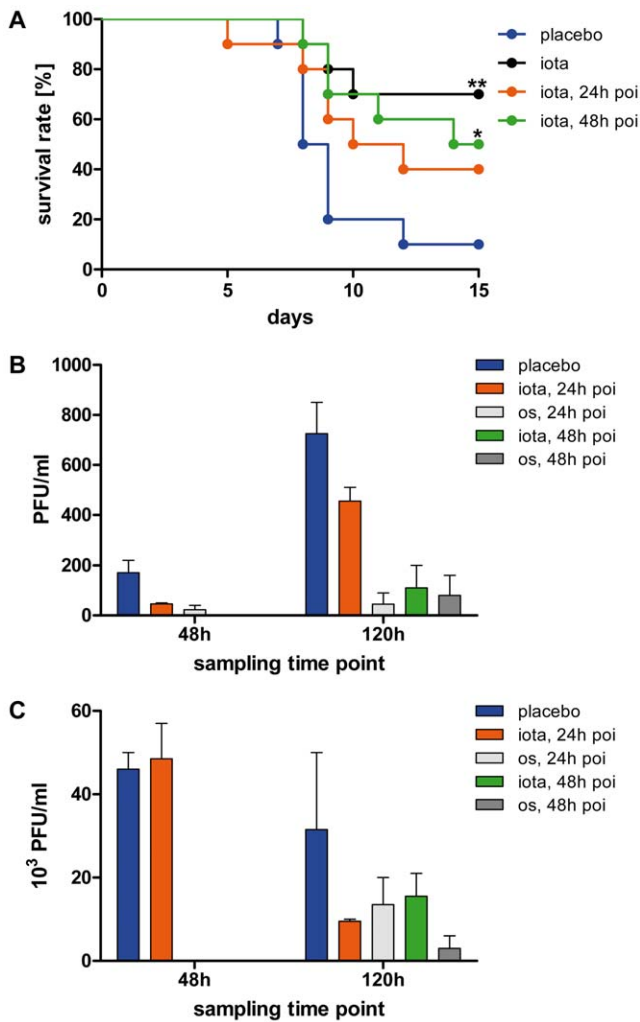 A
survival rate [%]
100
80
60
40
20
0
0 5 10 15
days
placebo
iota
iota, 24h poi
iota, 48h poi
**
*
B
PFU/ml
1000
800
600
400
200
0
48h 120h
sampling time point
placebo
iota, 24h poi
os, 24h poi
iota, 48h poi
os, 48h poi
C
10³ PFU/ml
60
40
20
0
48h 120h
sampling time point
placebo
iota, 24h poi
os, 24h poi
iota, 48h poi
os, 48h poi